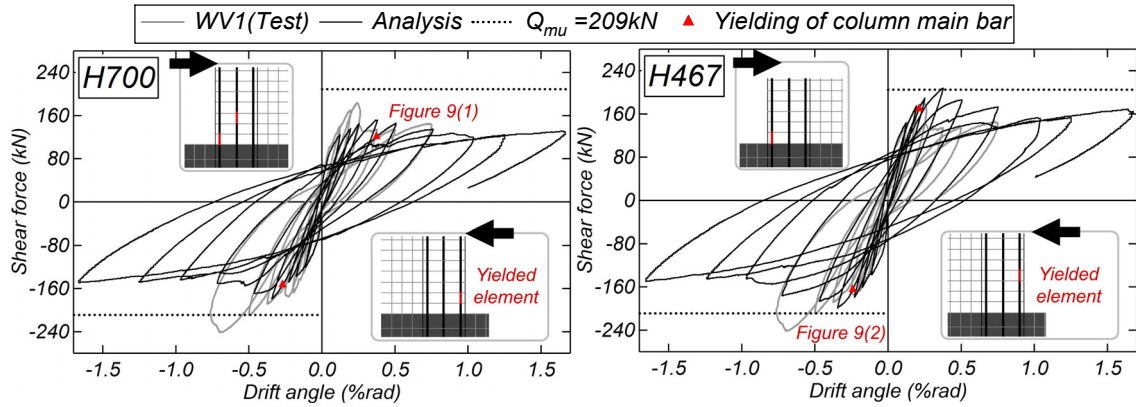 WV1(Test) Analysis Qmu =209kN Yielding of column main bar
H700
Figure 9(1)
Yielded
element
240
160
80
0
-80
-160
-240
Shear force (kN)
-1.5 -1.0 -0.5 0.0 0.5 1.0 1.5
Drift angle (%rad)
H467
Yielded
element
Figure 9(2)
240
160
80
0
-80
-160
-240
Shear force (kN)
-1.5 -1.0 -0.5 0.0 0.5 1.0 1.5
Drift angle (%rad)